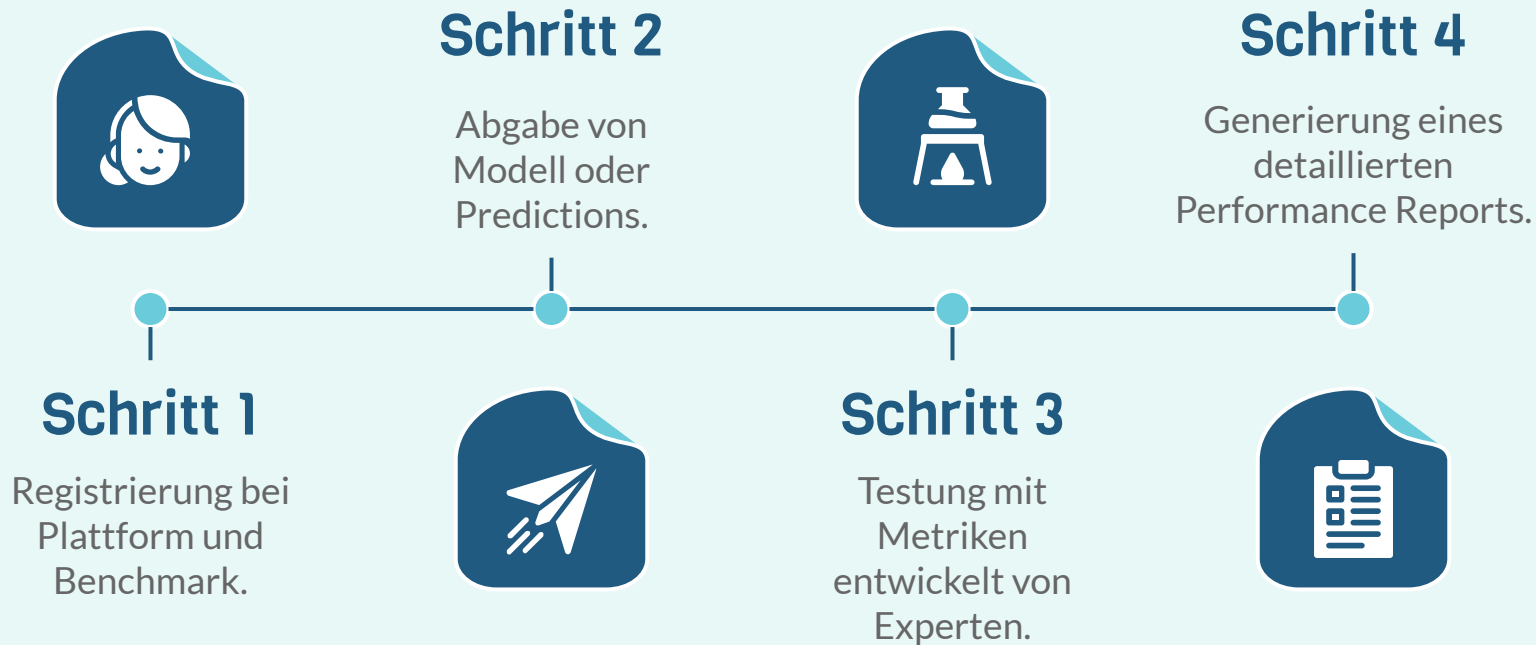 Schritt 1
Registrierung bei
Plattform und
Benchmark.
Schritt 2
Abgabe von
Modell oder
Predictions.
Schritt 3
Testung mit
Metriken
entwickelt von
Experten.
Schritt 4
Generierung eines
detaillierten
Performance Reports.